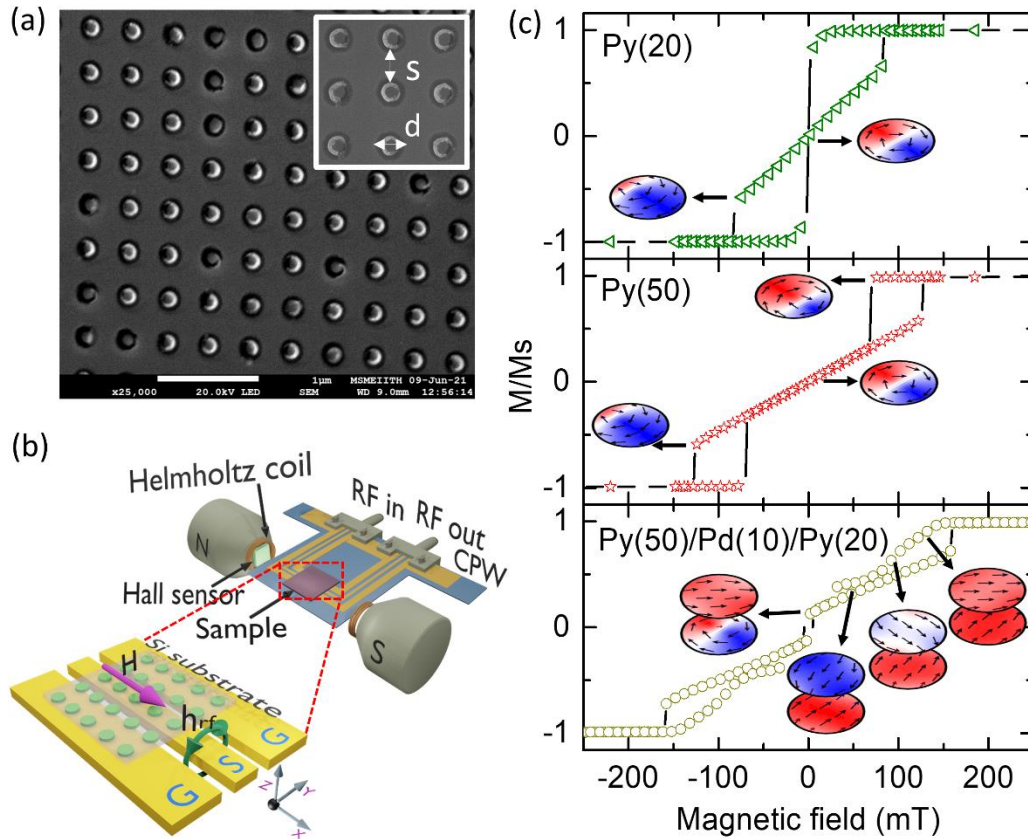 (a)
S
d
1µm MSMEIITH 09-Jun-21
x25,000 20.0kV LED SEM WD 9.0mm 12:56:14
(b)
Helmholtz coil
RF in RF out
CPW
N
Hall sensor
Sample
S
Si substrate
H
hrf
G
S
G
Z
Y
X
(c)
Py(20)
1
0
-1
Py(50)
1
0
-1
M/Ms
Py(50)/Pd(10)/Py(20)
1
0
-1
-200 -100 0 100 200
Magnetic field (mT)